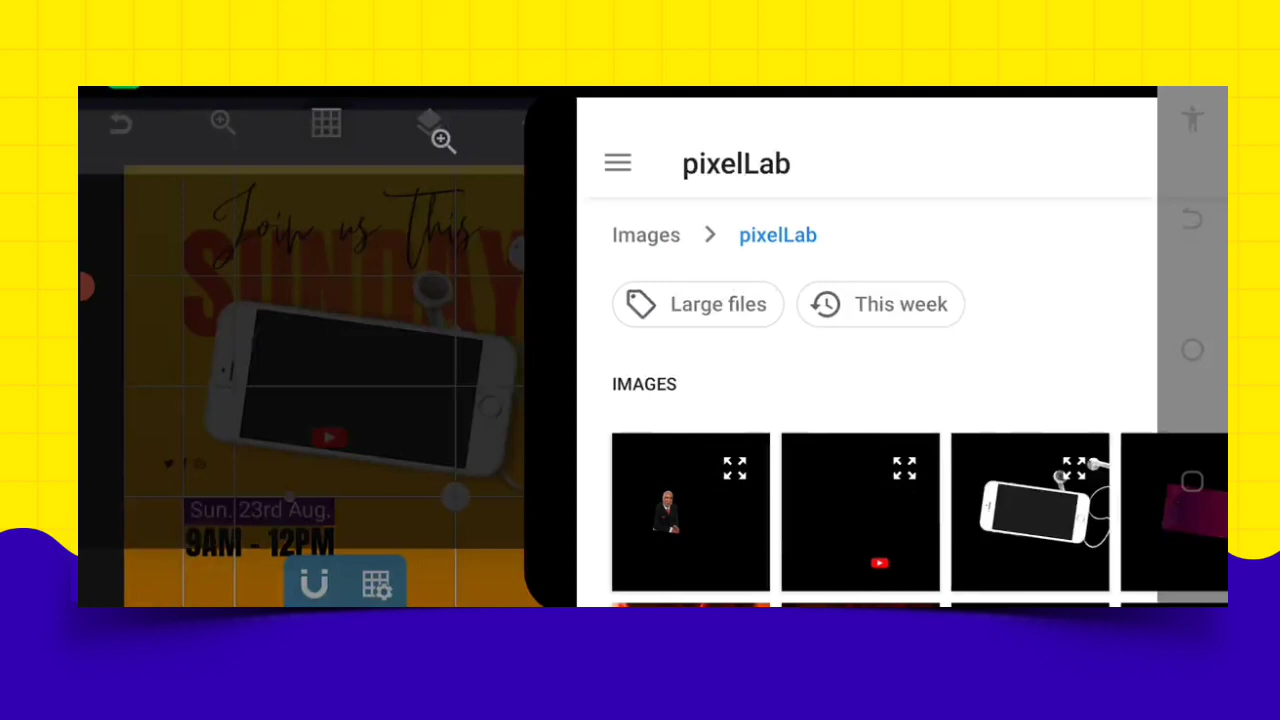 Join us This
SUNDAY
Sun, 23rd Aug.
9AM - 12PM
pixelLab
Images
pixelLab
Large files
This week
IMAGES